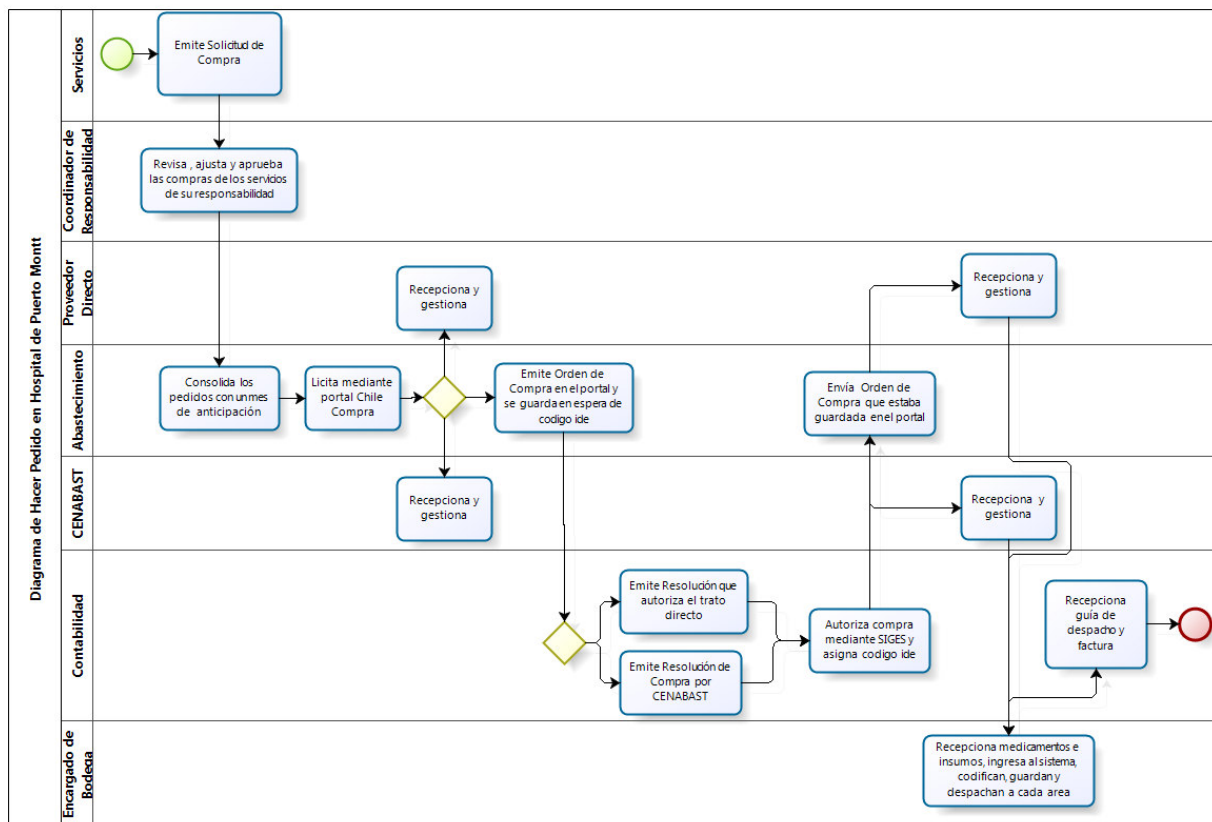 Diagrama de Hacer Pedido en Hospital de Puerto Montt
Servicios
Emite Solicitud de
Compra
Coordinador de
Responsabilidad
Revisa , ajusta y aprueba
las compras de los servicios
de su responsabilidad
Proveedor
Directo
Recepciona y
gestiona
Recepciona y
gestiona
Abastecimiento
Consolida los
pedidos con unmes
de anticipación
Licita mediante
portal Chile
Compra
Emite Orden de
Compra en el portal y
se guarda en espera de
codigo ide
Envía Orden de
Compra que estaba
guardada en el portal
CENABAST
Recepciona y
gestiona
Recepciona y
gestiona
Contabilidad
Emite Resolución que
autoriza el trato
directo
Emite Resolución de
Compra por
CENABAST
Autoriza compra
mediante SIGES y
asigna codigo ide
Recepciona
guía de
despacho y
factura
Encargado de
Bodega
Recepciona medicamentos e
insumos, ingresa al sistema,
codifican, guardan y
despachan a cada area